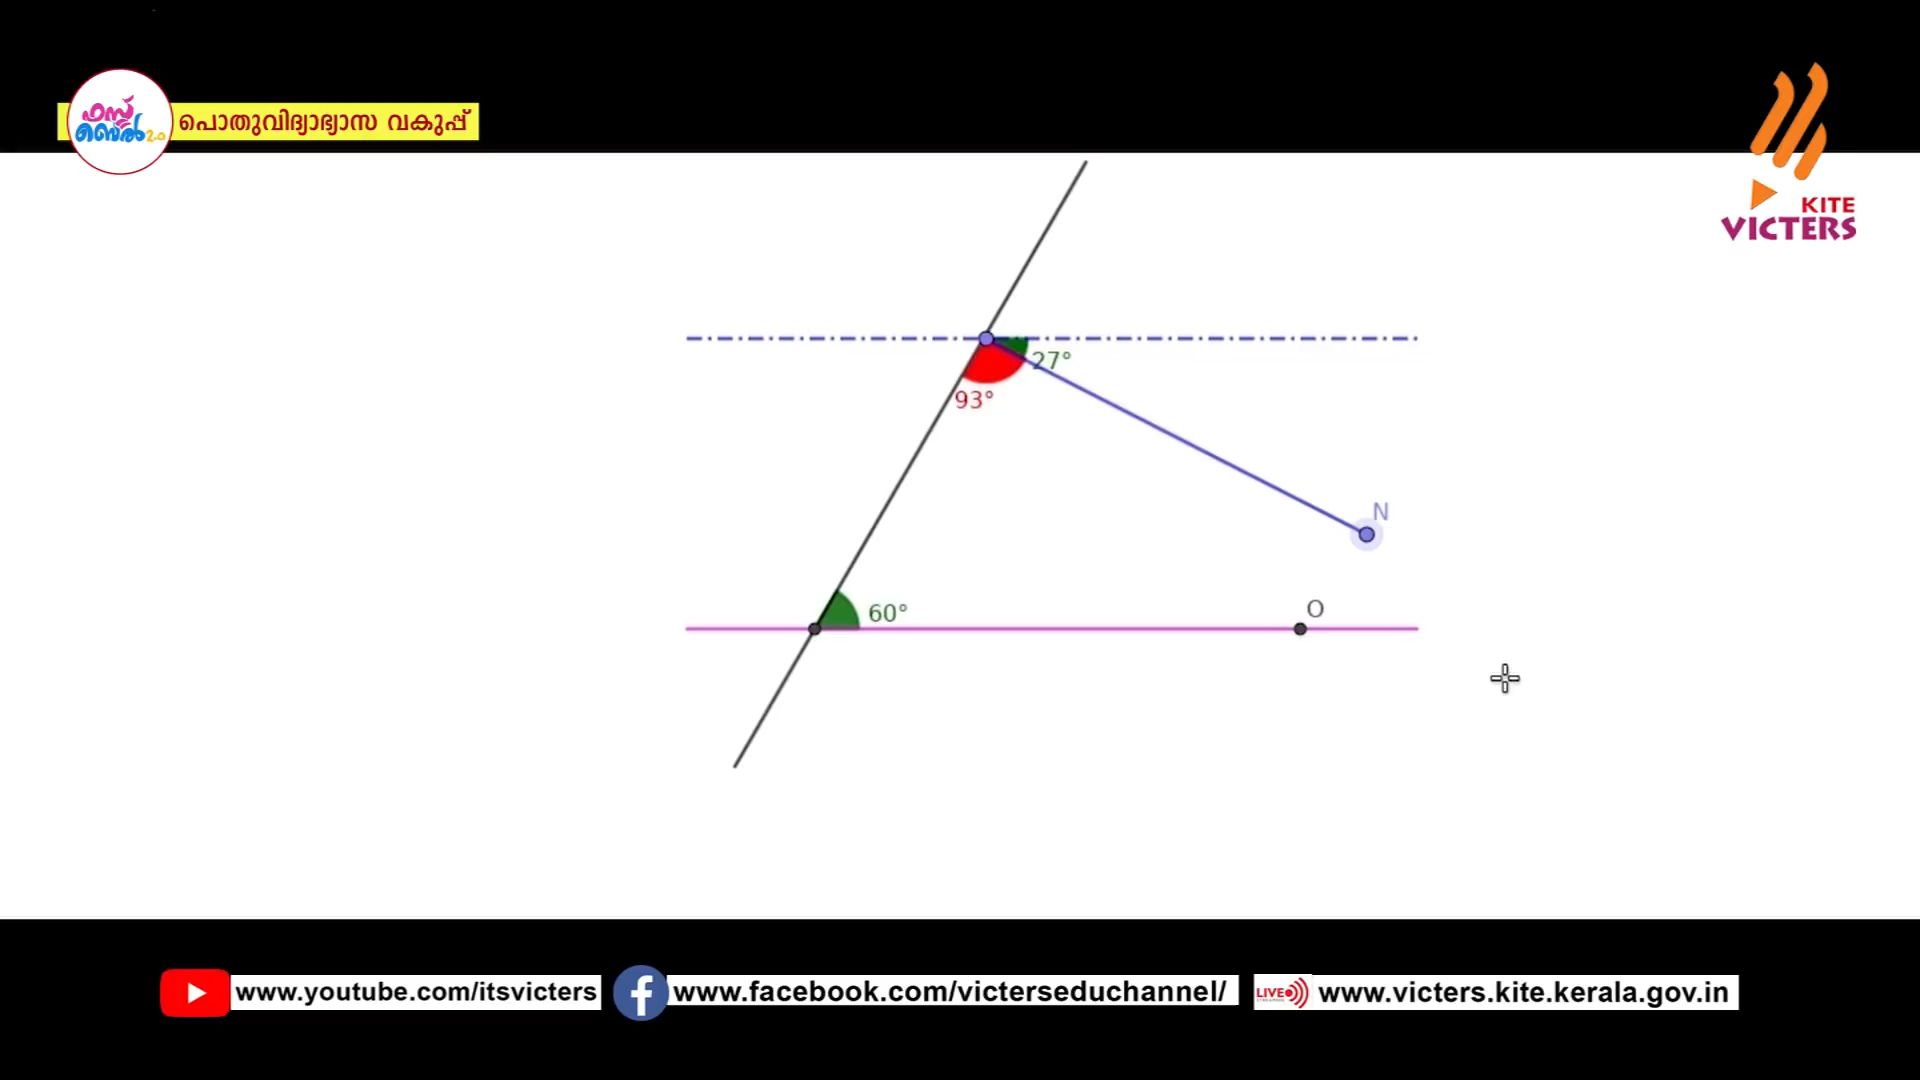 ഫസ്റ്റ്
ബെൽ 2.0
പൊതുവിദ്യാഭ്യാസ വകുപ്പ്
KITE
VICTERS
27°
93°
N
60°
O
www.youtube.com/itsvicters
www.facebook.com/victerseduchannel/
LIVE
www.victers.kite.kerala.gov.in